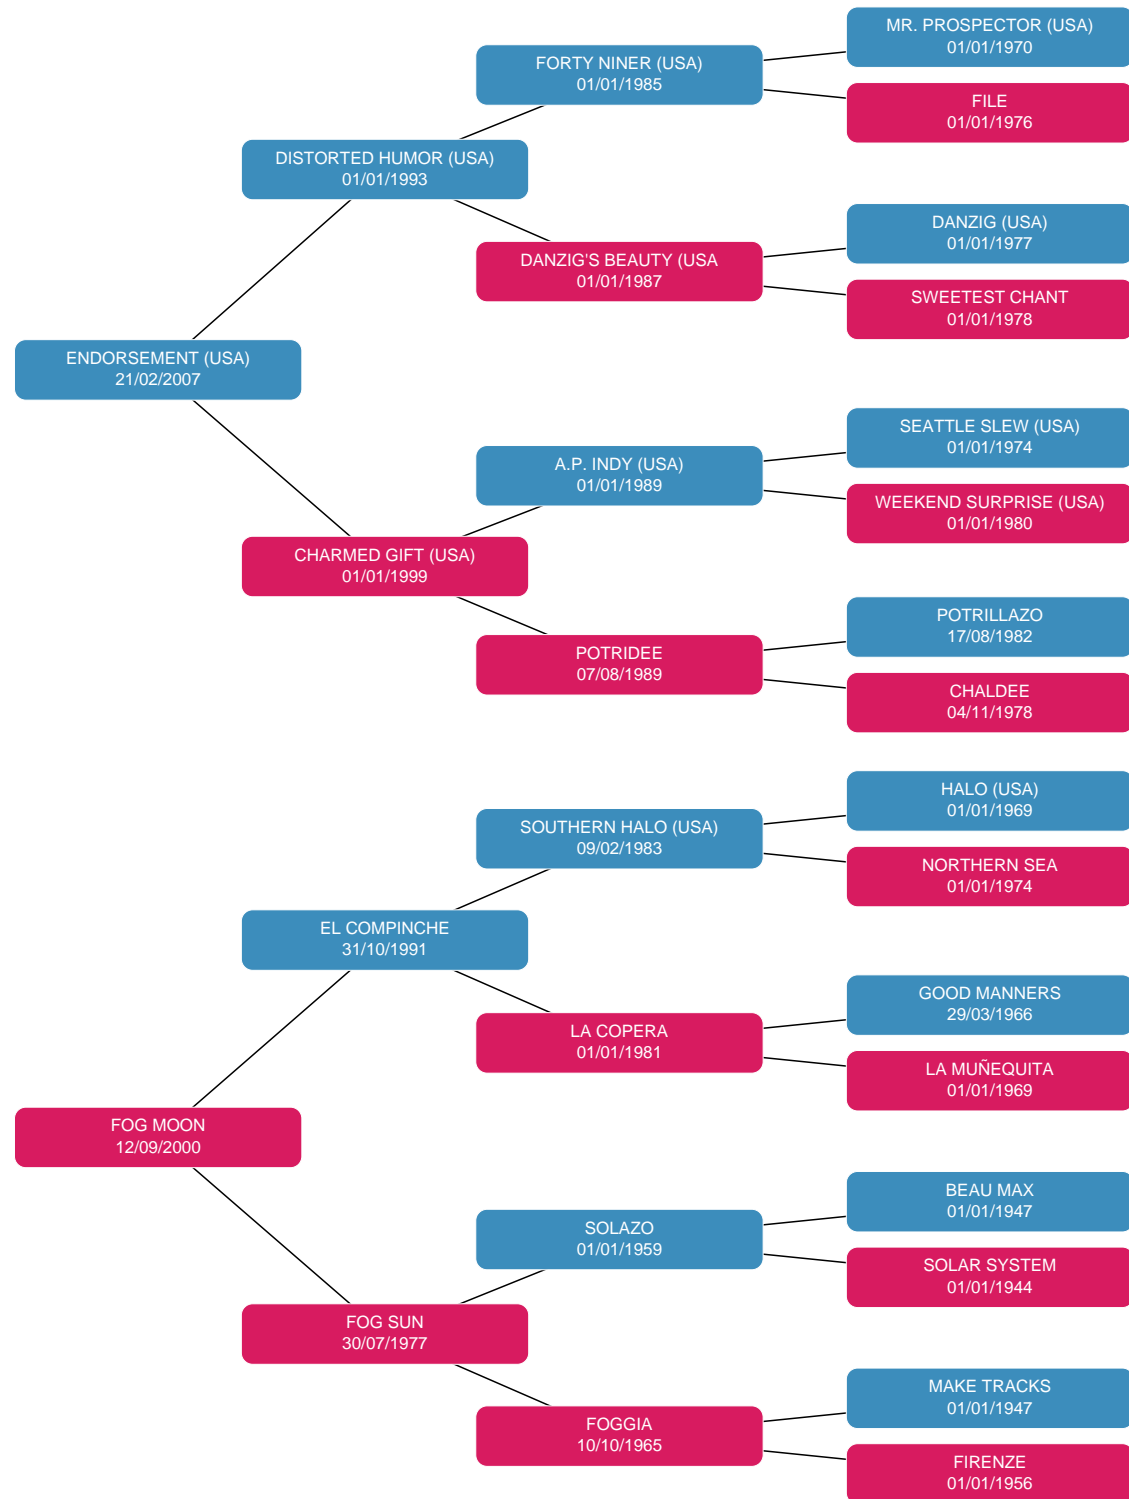 MR. PROSPECTOR (USA)
01/01/1970
FORTY NINER (USA)
01/01/1985
FILE
01/01/1976
DISTORTED HUMOR (USA)
01/01/1993
DANZIG (USA)
01/01/1977
DANZIG'S BEAUTY (USA
01/01/1987
SWEETEST CHANT
01/01/1978
ENDORSEMENT (USA)
21/02/2007
SEATTLE SLEW (USA)
01/01/1974
A.P. INDY (USA)
01/01/1989
WEEKEND SURPRISE (USA)
01/01/1980
CHARMED GIFT (USA)
01/01/1999
POTRILLAZO
17/08/1982
POTRIDEE
07/08/1989
CHALDEE
04/11/1978
HALO (USA)
01/01/1969
SOUTHERN HALO (USA)
09/02/1983
NORTHERN SEA
01/01/1974
EL COMPINCHE
31/10/1991
GOOD MANNERS
29/03/1966
LA COPERA
01/01/1981
LA MUÑEQUITA
01/01/1969
FOG MOON
12/09/2000
BEAU MAX
01/01/1947
SOLAZO
01/01/1959
SOLAR SYSTEM
01/01/1944
FOG SUN
30/07/1977
MAKE TRACKS
01/01/1947
FOGGIA
10/10/1965
FIRENZE
01/01/1956